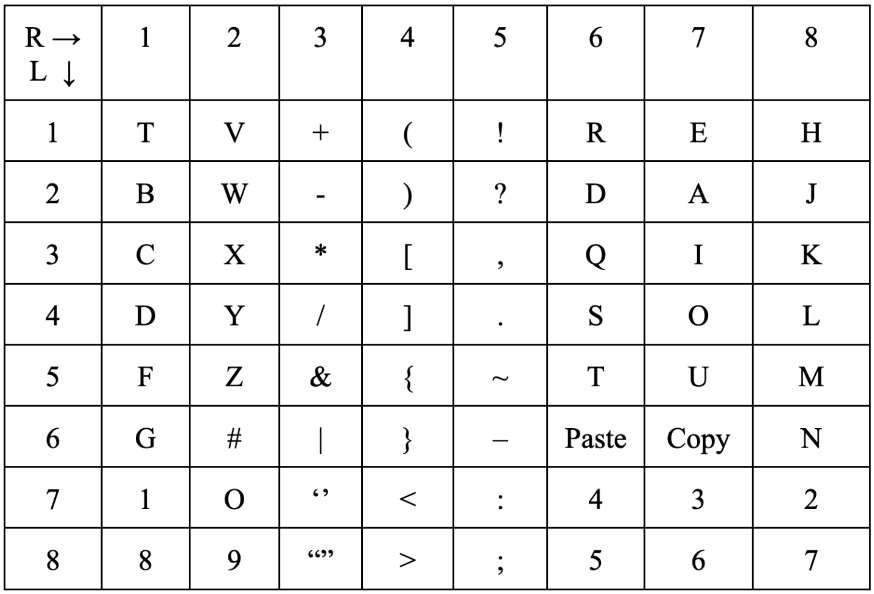 R → 1 2 3 4 5 6 7 8
L ↓
1 T V + ( ! R E H
2 B W - ) ? D A J
3 C X * [ , Q I K
4 D Y / ] . S O L
5 F Z & { ~ T U M
6 G # | } – Paste Copy N
7 1 O ‘’ < : 4 3 2
8 8 9 “” > ; 5 6 7